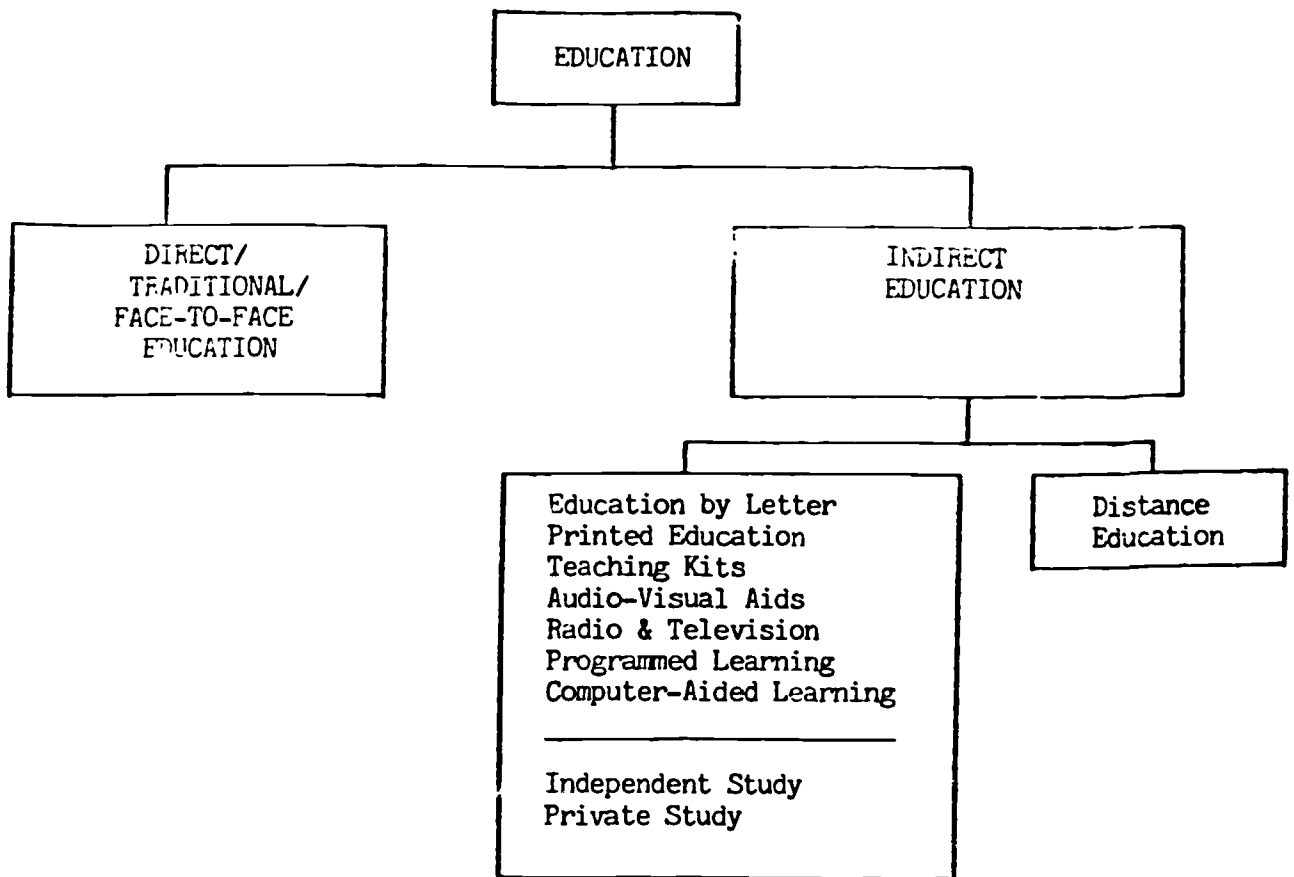 EDUCATION
DIRECT/
TRADITIONAL/
FACE-TO-FACE
EDUCATION
INDIRECT
EDUCATION
Education by Letter
Printed Education
Teaching Kits
Audio-Visual Aids
Radio & Television
Programmed Learning
Computer-Aided Learning
Independent Study
Private Study
Distance
Education